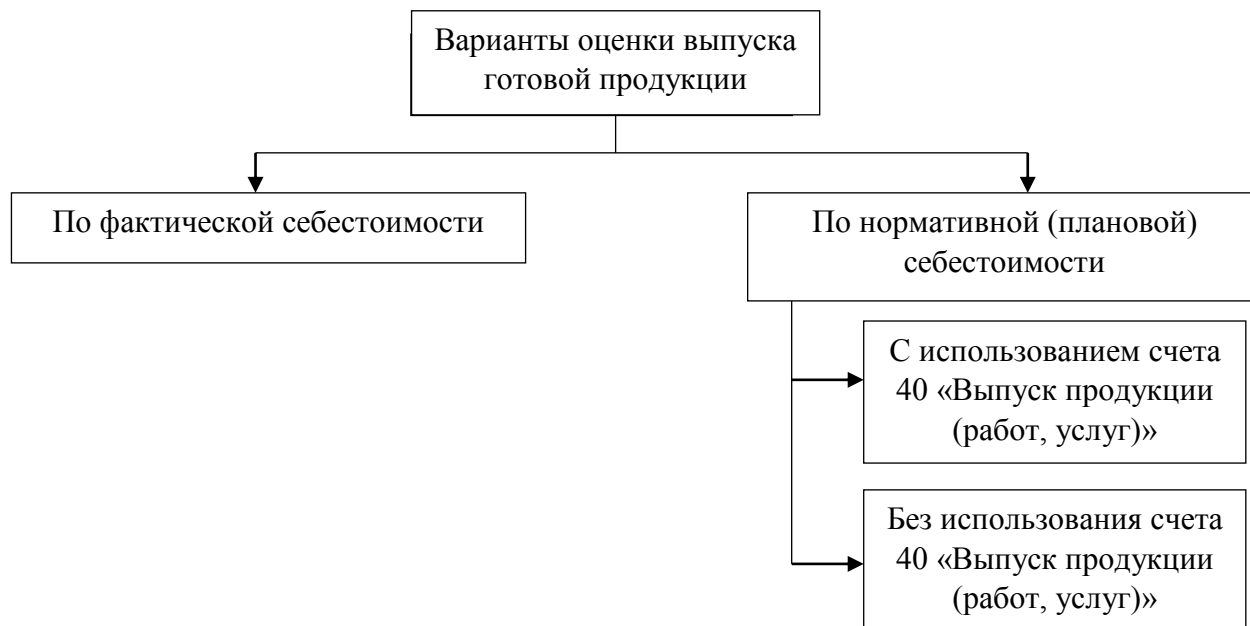 Варианты оценки выпуска
готовой продукции
По фактической себестоимости
По нормативной (плановой)
себестоимости
С использованием счета
40 «Выпуск продукции
(работ, услуг)»
Без использования счета
40 «Выпуск продукции
(работ, услуг)»